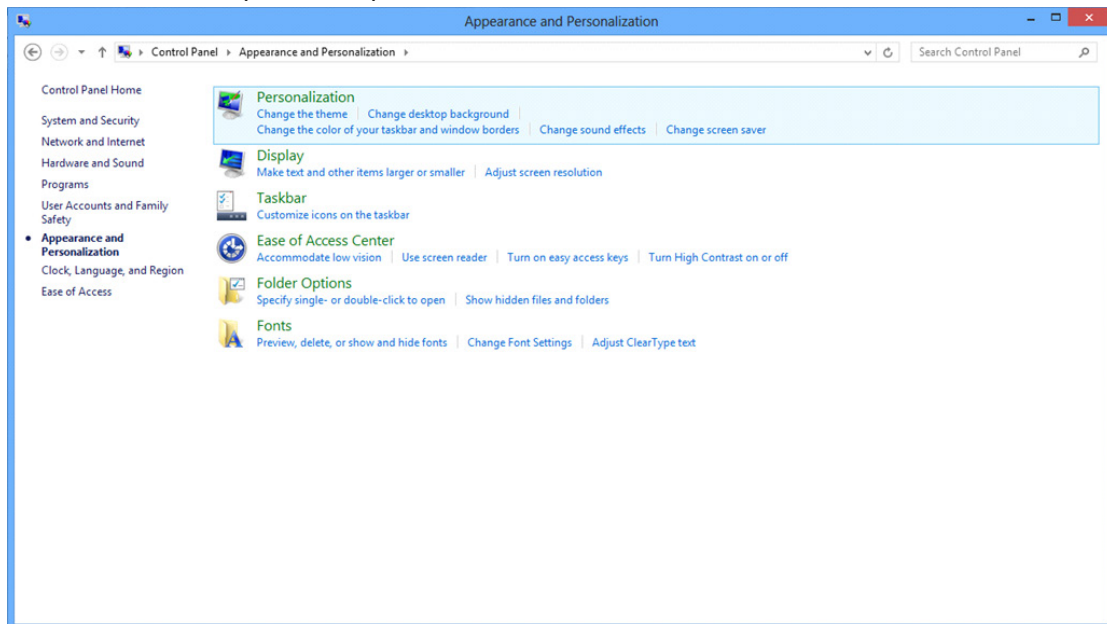 Appearance and Personalization
Control Panel Appearance and Personalization
Search Control Panel
Control Panel Home
System and Security
Network and Internet
Hardware and Sound
Programs
User Accounts and Family
Safety
Appearance and
Personalization
Clock, Language, and Region
Ease of Access
Personalization
Change the theme Change desktop background
Change the color of your taskbar and window borders Change sound effects Change screen saver
Display
Make text and other items larger or smaller Adjust screen resolution
Taskbar
Customize icons on the taskbar
Ease of Access Center
Accommodate low vision Use screen reader Turn on easy access keys Turn High Contrast on or off
Folder Options
Specify single- or double-click to open Show hidden files and folders
Fonts
Preview, delete, or show and hide fonts Change Font Settings Adjust ClearType text